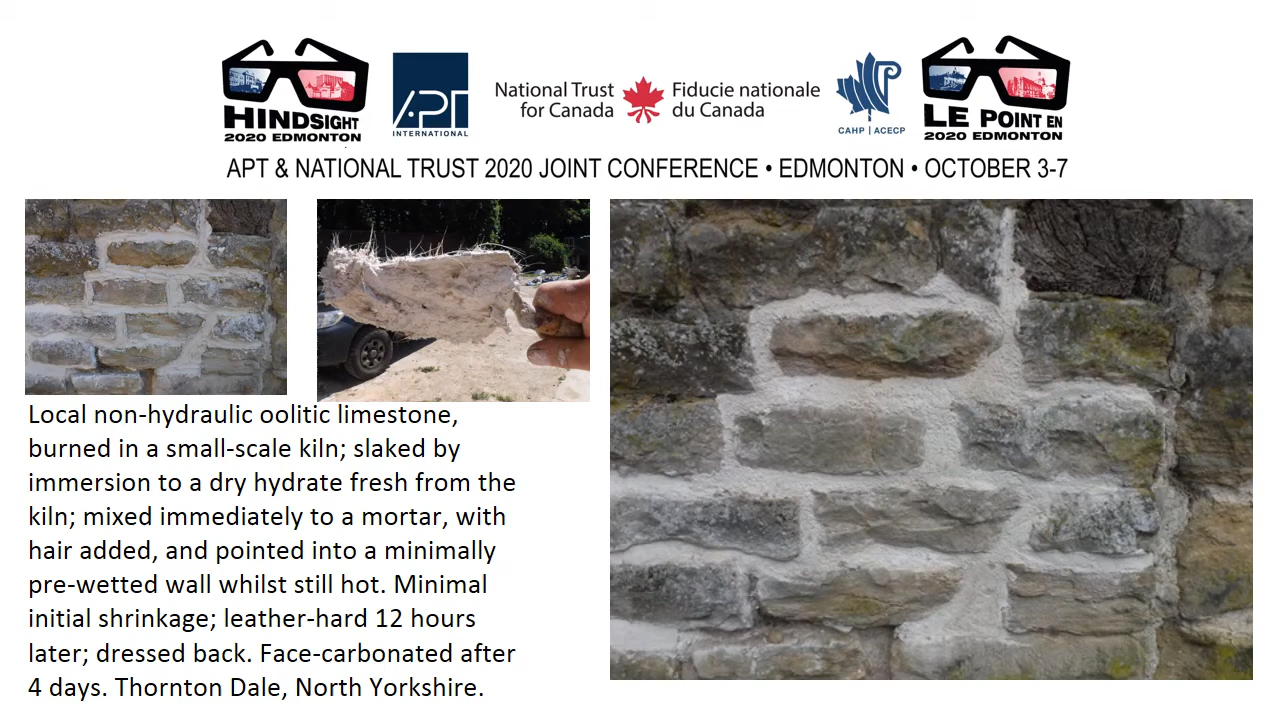 HINDSIGHT
2020 EDMONTON
APT
INTERNATIONAL
National Trust
for Canada
Fiducie nationale
du Canada
CAHP | ACECP
LE POINT EN
2020 EDMONTON
APT & NATIONAL TRUST 2020 JOINT CONFERENCE • EDMONTON • OCTOBER 3-7
Local non-hydraulic oolitic limestone,
burned in a small-scale kiln; slaked by
immersion to a dry hydrate fresh from the
kiln; mixed immediately to a mortar, with
hair added, and pointed into a minimally
pre-wetted wall whilst still hot. Minimal
initial shrinkage; leather-hard 12 hours
later; dressed back. Face-carbonated after
4 days. Thornton Dale, North Yorkshire.